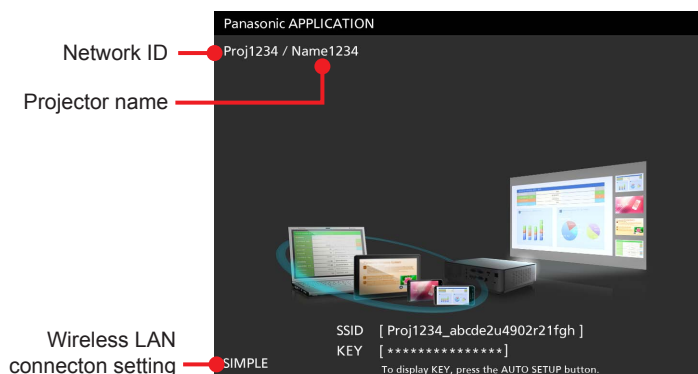 Panasonic APPLICATION
Network ID
Proj1234 / Name1234
Projector name
SSID [ Proj1234_abcde2u4902r21fgh ]
KEY [ *************** ]
To display KEY, press the AUTO SETUP button.
Wireless LAN
connecton setting
SIMPLE